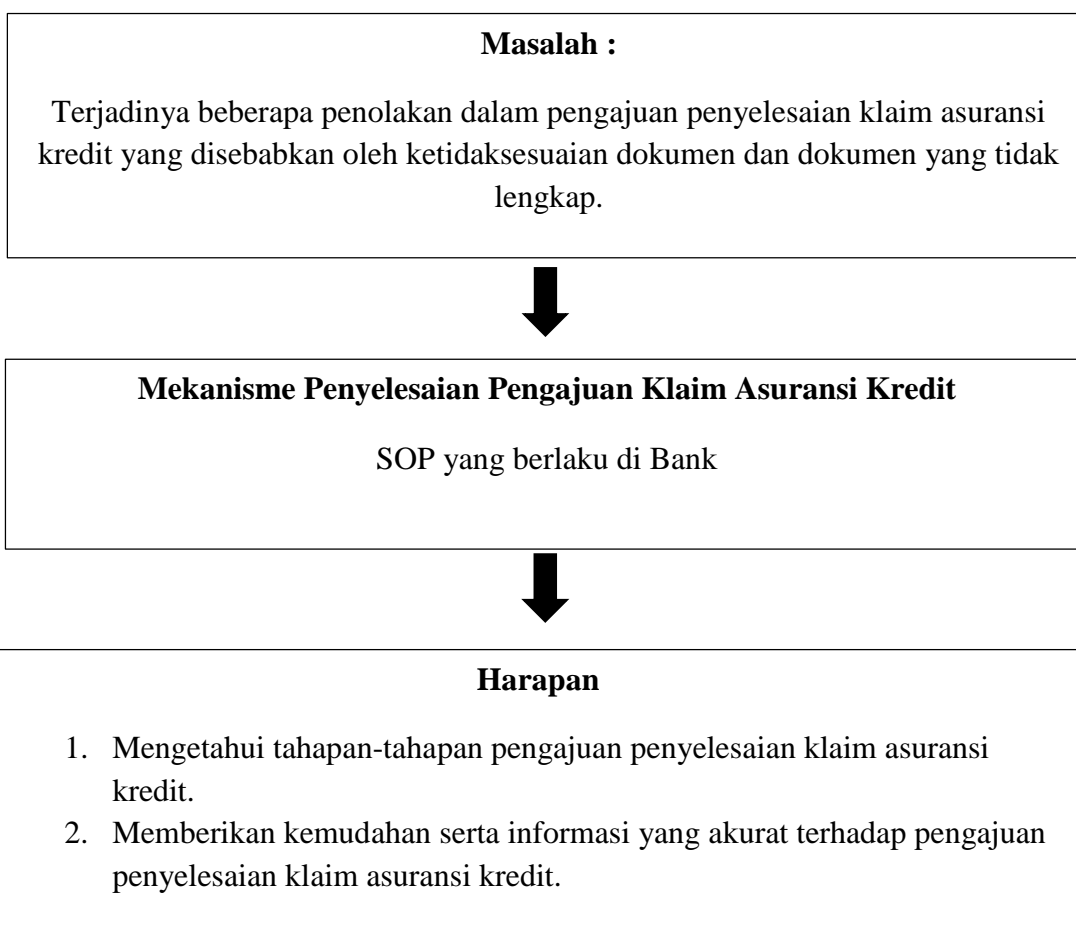 Masalah :
Terjadinya beberapa penolakan dalam pengajuan penyelesaian klaim asuransi
kredit yang disebabkan oleh ketidaksesuaian dokumen dan dokumen yang tidak
lengkap.
Mekanisme Penyelesaian Pengajuan Klaim Asuransi Kredit
SOP yang berlaku di Bank
Harapan
1. Mengetahui tahapan-tahapan pengajuan penyelesaian klaim asuransi
kredit.
2. Memberikan kemudahan serta informasi yang akurat terhadap pengajuan
penyelesaian klaim asuransi kredit.